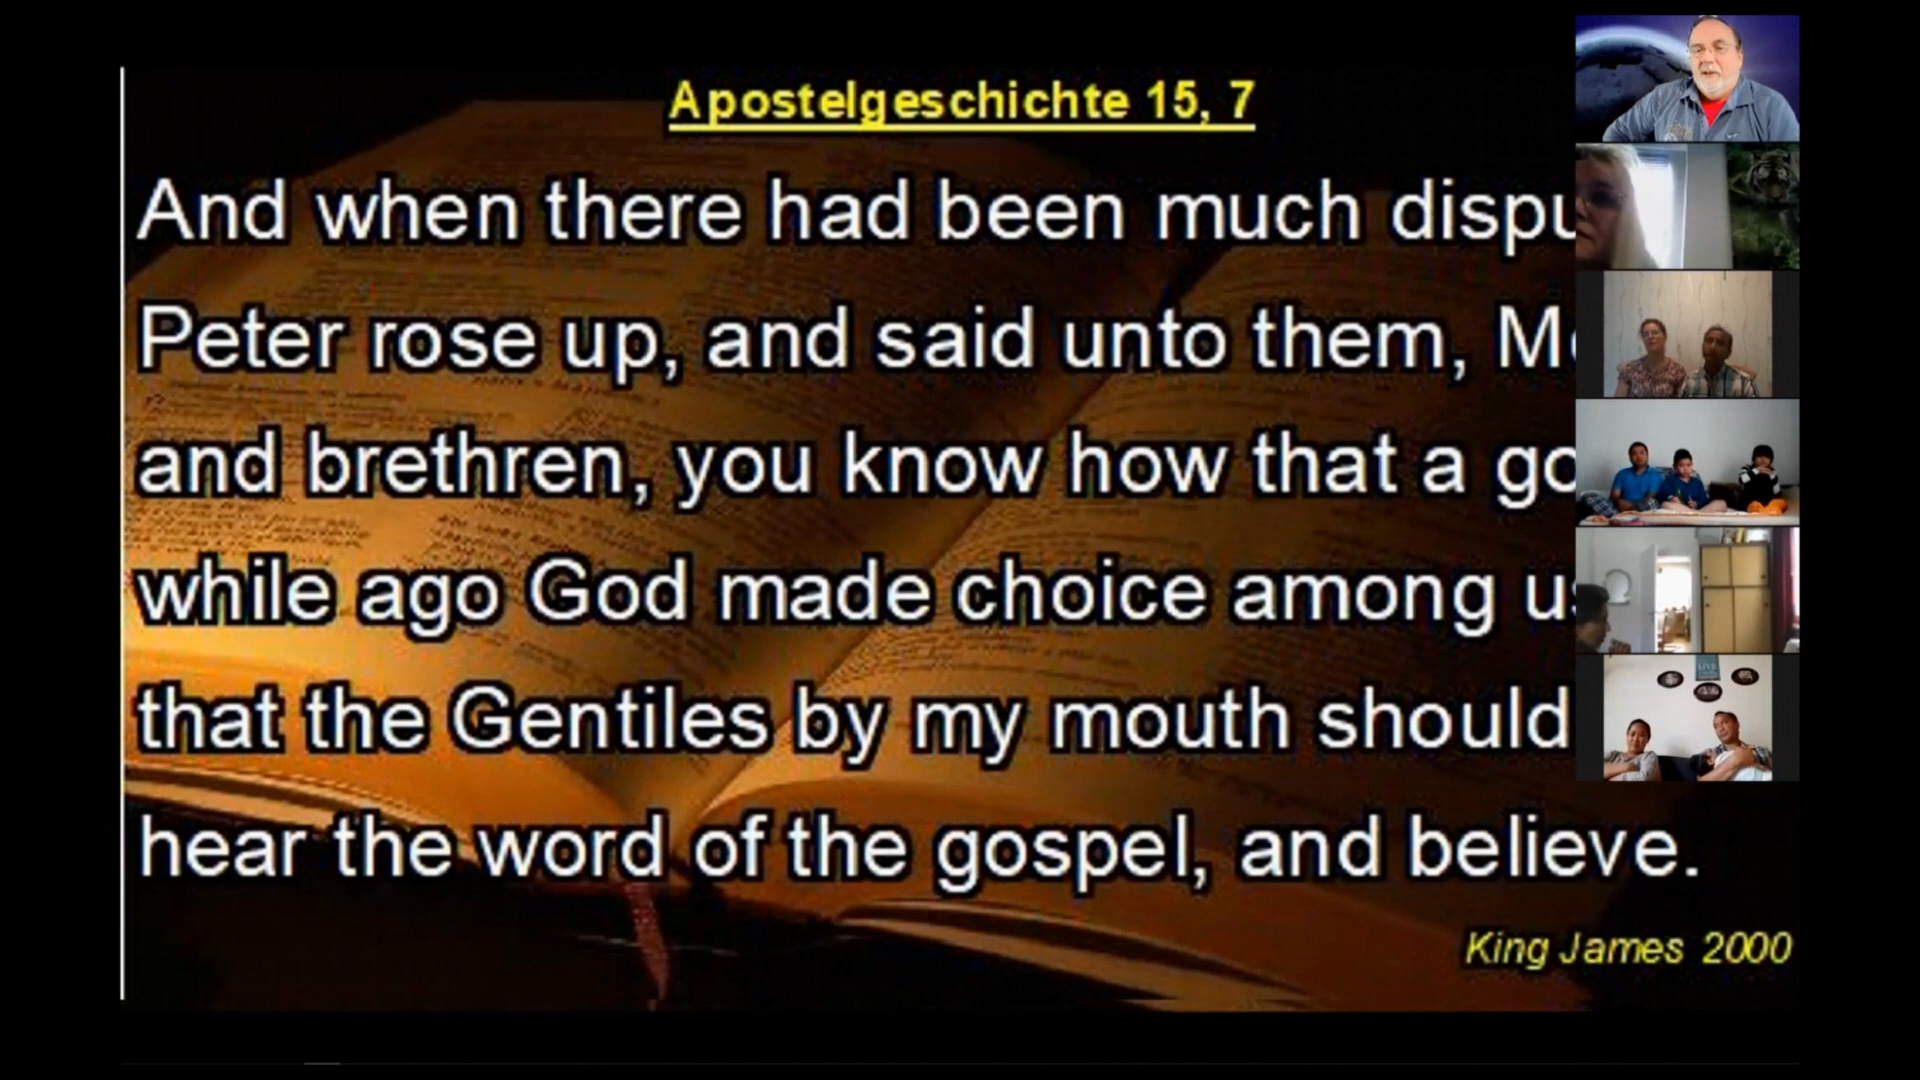 Apostelgeschichte 15, 7
And when there had been much
Peter rose up, and said unto them,
and brethren, you know how that a
while ago God made choice among
that the Gentiles by my mouth should
hear the word of the gospel, and believe.
King James 2000